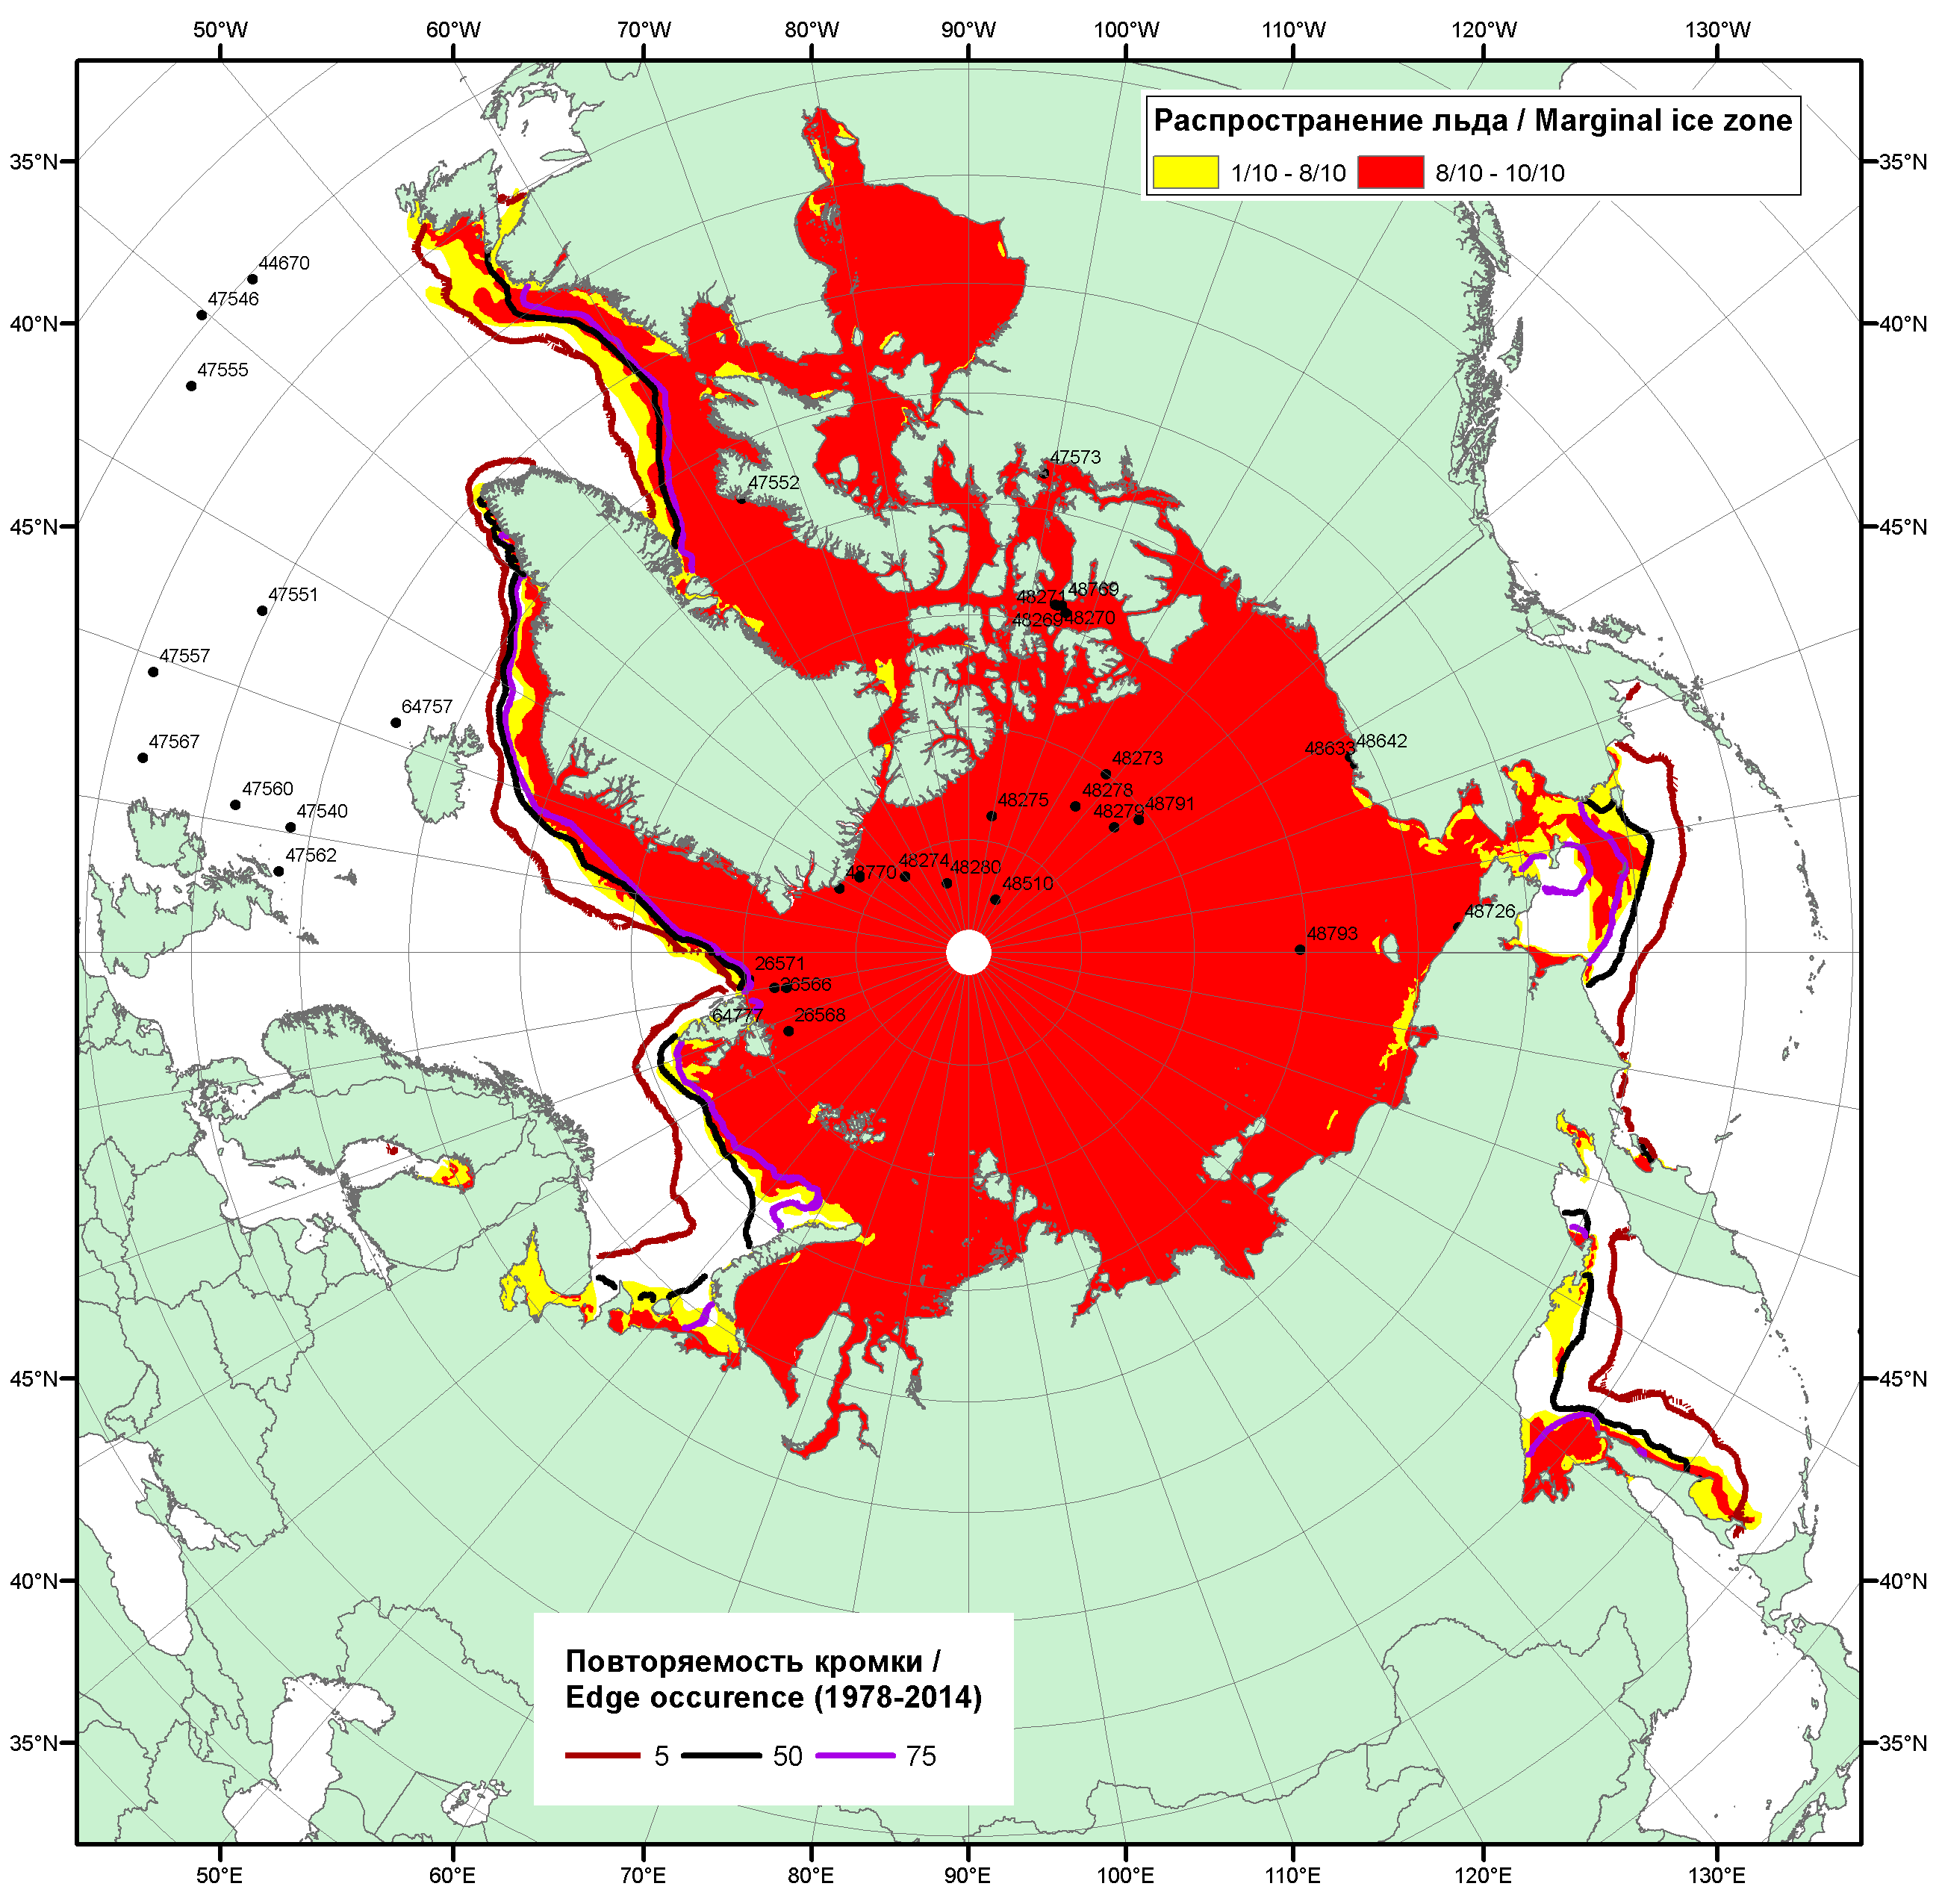 50°W 60°W 70°W 80°W 90°W 100°W 110°W 120°W 130°W
Распространение льда / Marginal ice zone
1/10 - 8/10 8/10 - 10/10
35°N 35°N
44670
47546
40°N 40°N
47555
47573
47552
45°N 45°N
47551
48271 48769
48269 48270
47557
64757
47567
48633 48642
48273
48278
47560
48275
48279 48791
47540
47562
48770 48274 48280
48510
48726
48793
26571
26566
64777 26568
45°N 45°N
40°N 40°N
Повторяемость кромки /
Edge occurence (1978-2014)
5 50 75
35°N 35°N
50°E 60°E 70°E 80°E 90°E 100°E 110°E 120°E 130°E